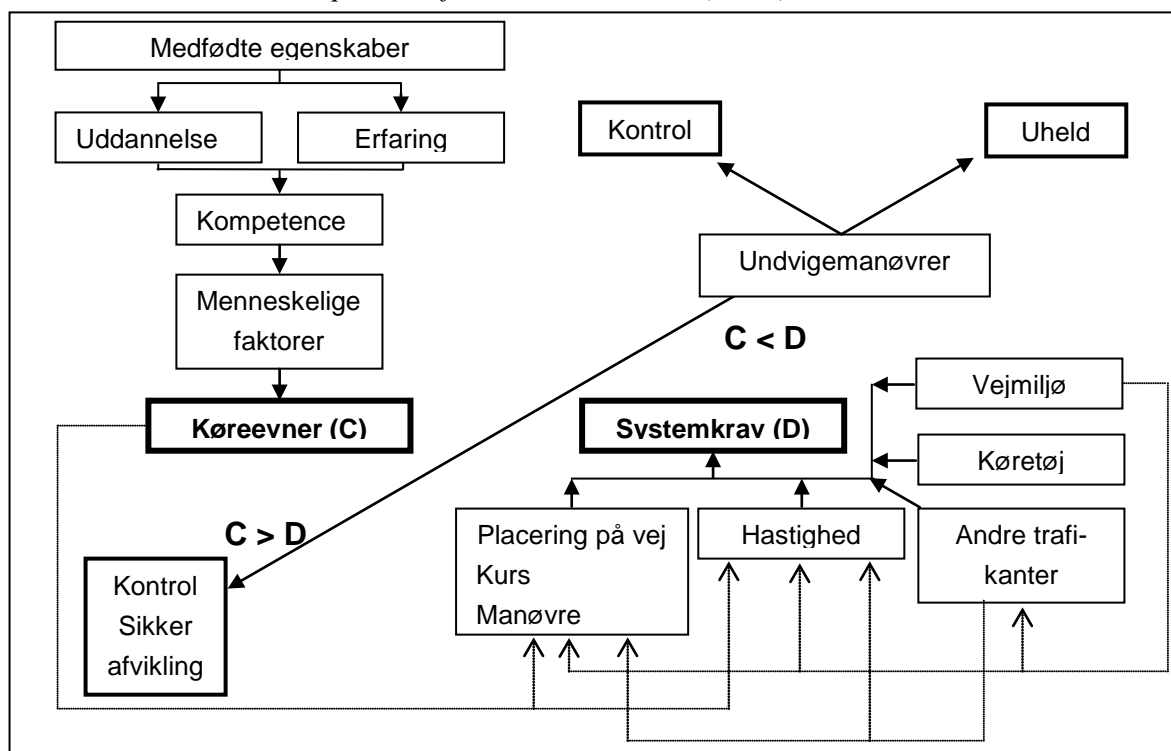 Medfødte egenskaber
Uddannelse
Erfaring
Kompetence
Menneskelige
faktorer
Køreevner (C)
Kontrol
Uheld
Undvigemanøvrer
C < D
Systemkrav (D)
Vejmiljø
Køretøj
Andre trafi-
kanter
Placering på vej
Kurs
Manøvre
Hastighed
C > D
Kontrol
Sikker
afvikling